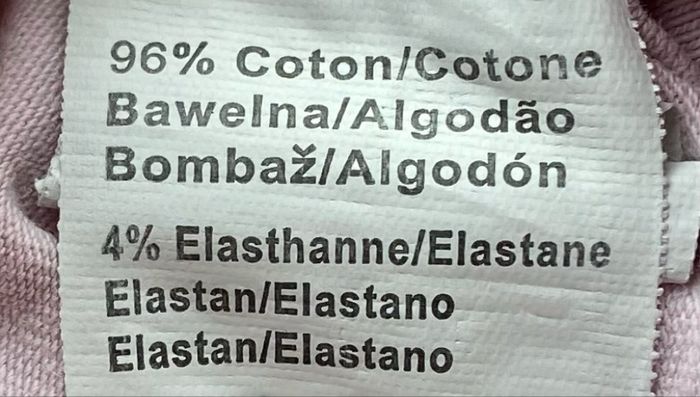 96% Coton/Cotone
Bawelna/Algodão
Bombaž/Algodón
4% Elasthanne/Elastane
Elastan/Elastano
Elastan/Elastano